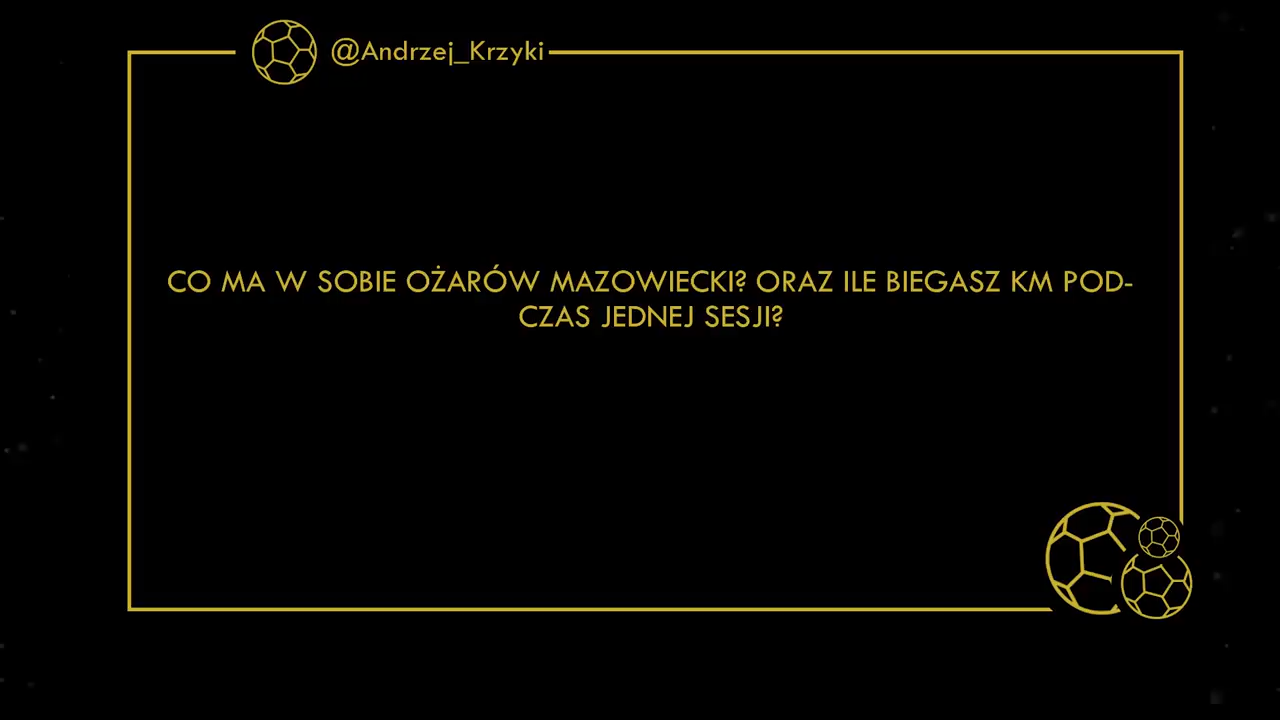 @Andrzej_Krzyki
CO MA W SOBIE OŻARÓW MAZOWIECKI? ORAZ ILE BIEGASZ KM POD-
CZAS JEDNEJ SESJI?